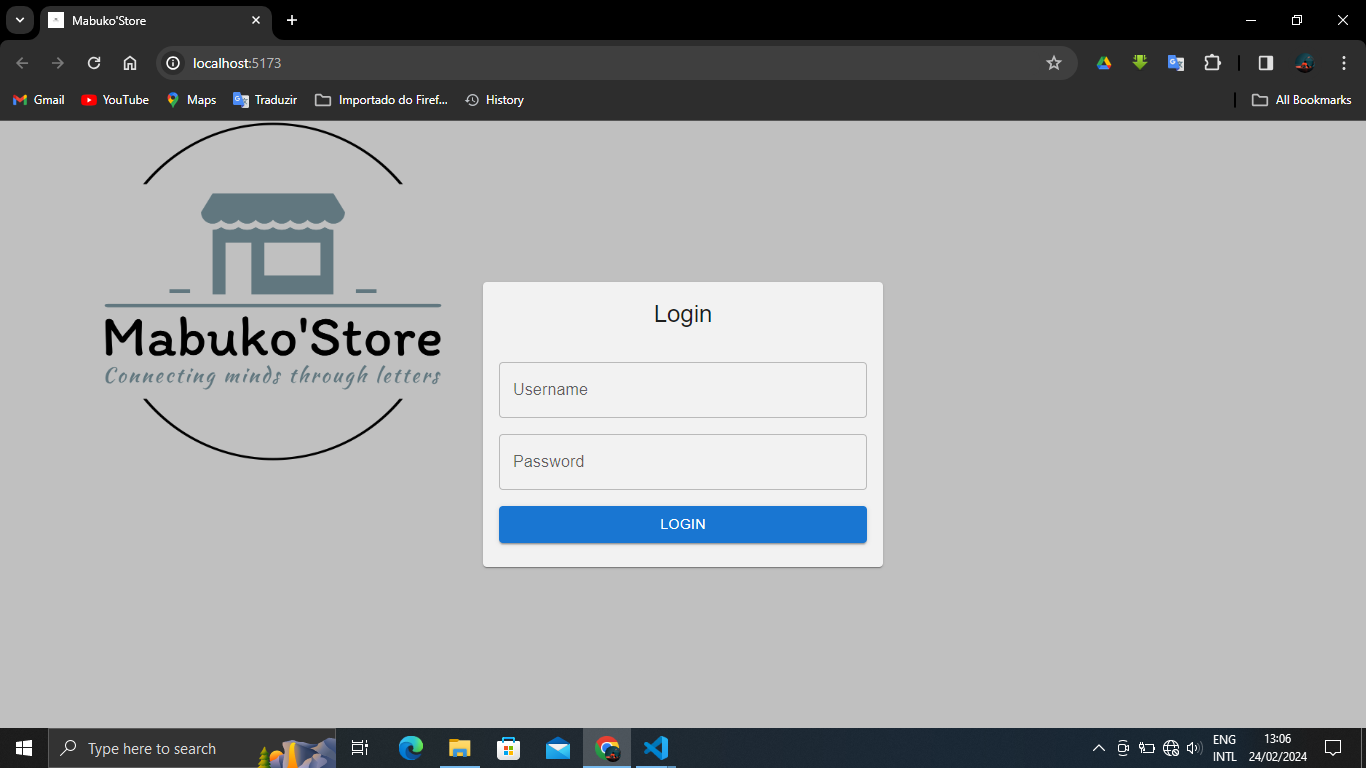 Mabuko'Store
localhost:5173
Gmail
YouTube
Maps
Traduzir
Importado do Firef...
History
All Bookmarks
Mabuko'Store
Connecting minds through letters
Login
Username
Password
LOGIN
Type here to search
ENG
INTL
13:06
24/02/2024